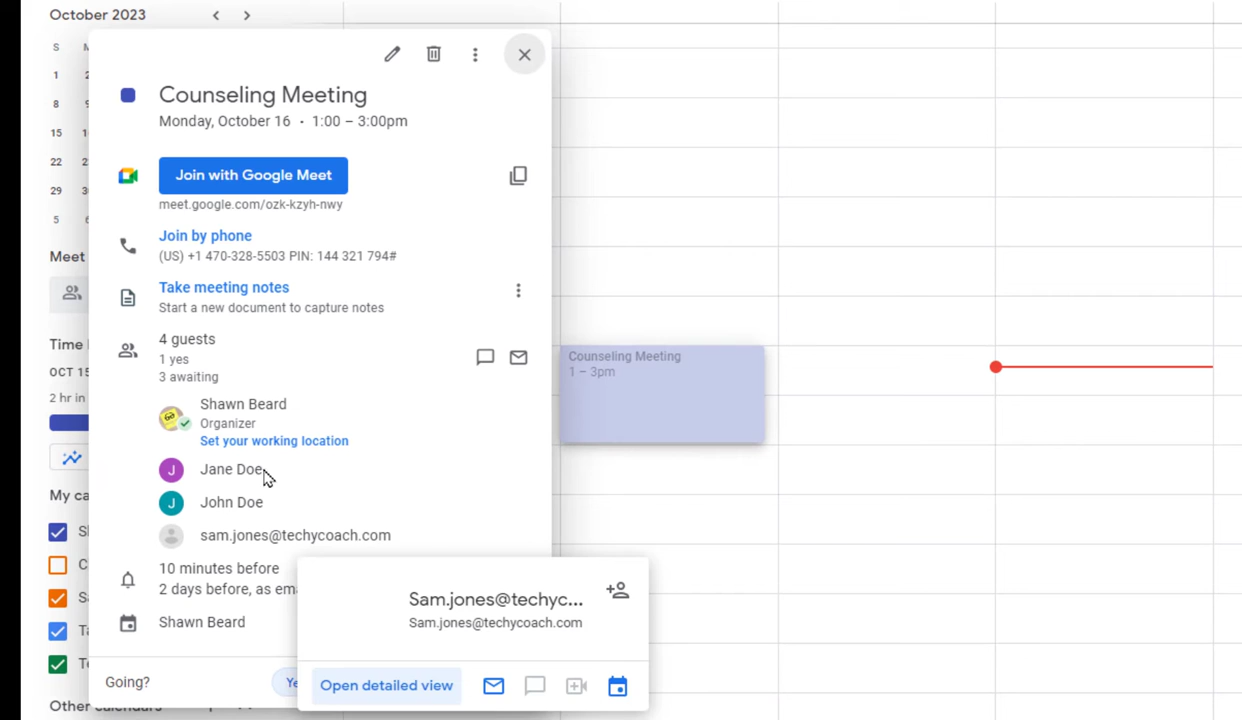 October 2023
S
1
8
15
22
29
5
Counseling Meeting
Monday, October 16 • 1:00 – 3:00pm
Join with Google Meet
meet.google.com/ozk-kzyh-nwy
Join by phone
(US) +1 470-328-5503 PIN: 144 321 794#
Take meeting notes
Start a new document to capture notes
4 guests
1 yes
3 awaiting
Shawn Beard
Organizer
Set your working location
J Jane Doe
J John Doe
sam.jones@techycoach.com
10 minutes before
2 days before, as ema
Shawn Beard
Going?
Ye
Meet
Time
OCT 15
2 hr in
My ca
Other calendars
Counseling Meeting
1 – 3pm
Sam.jones@techyc...
Sam.jones@techycoach.com
Open detailed view